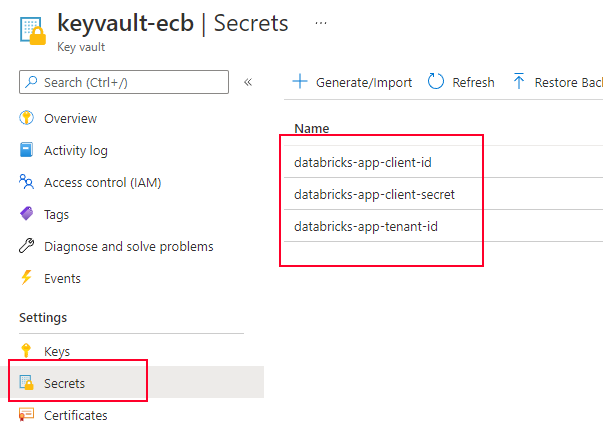 keyvault-ecb | Secrets ...
Key vault
Search (Ctrl+/) «
Generate/Import Refresh Restore Bac
Overview
Activity log
Access control (IAM)
Tags
Diagnose and solve problems
Events
Settings
Keys
Secrets
Certificates
Name
databricks-app-client-id
databricks-app-client-secret
databricks-app-tenant-id